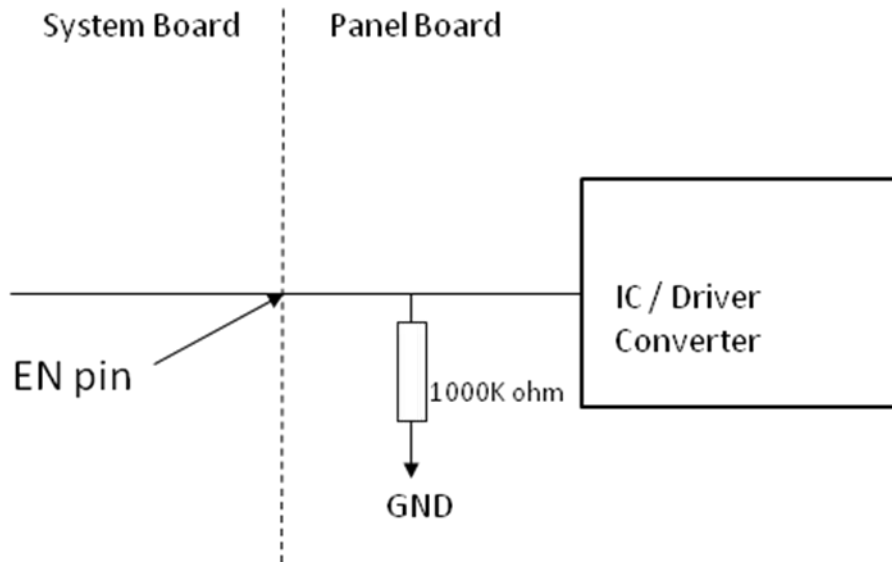 System Board
Panel Board
IC / Driver
Converter
EN pin
1000K ohm
GND